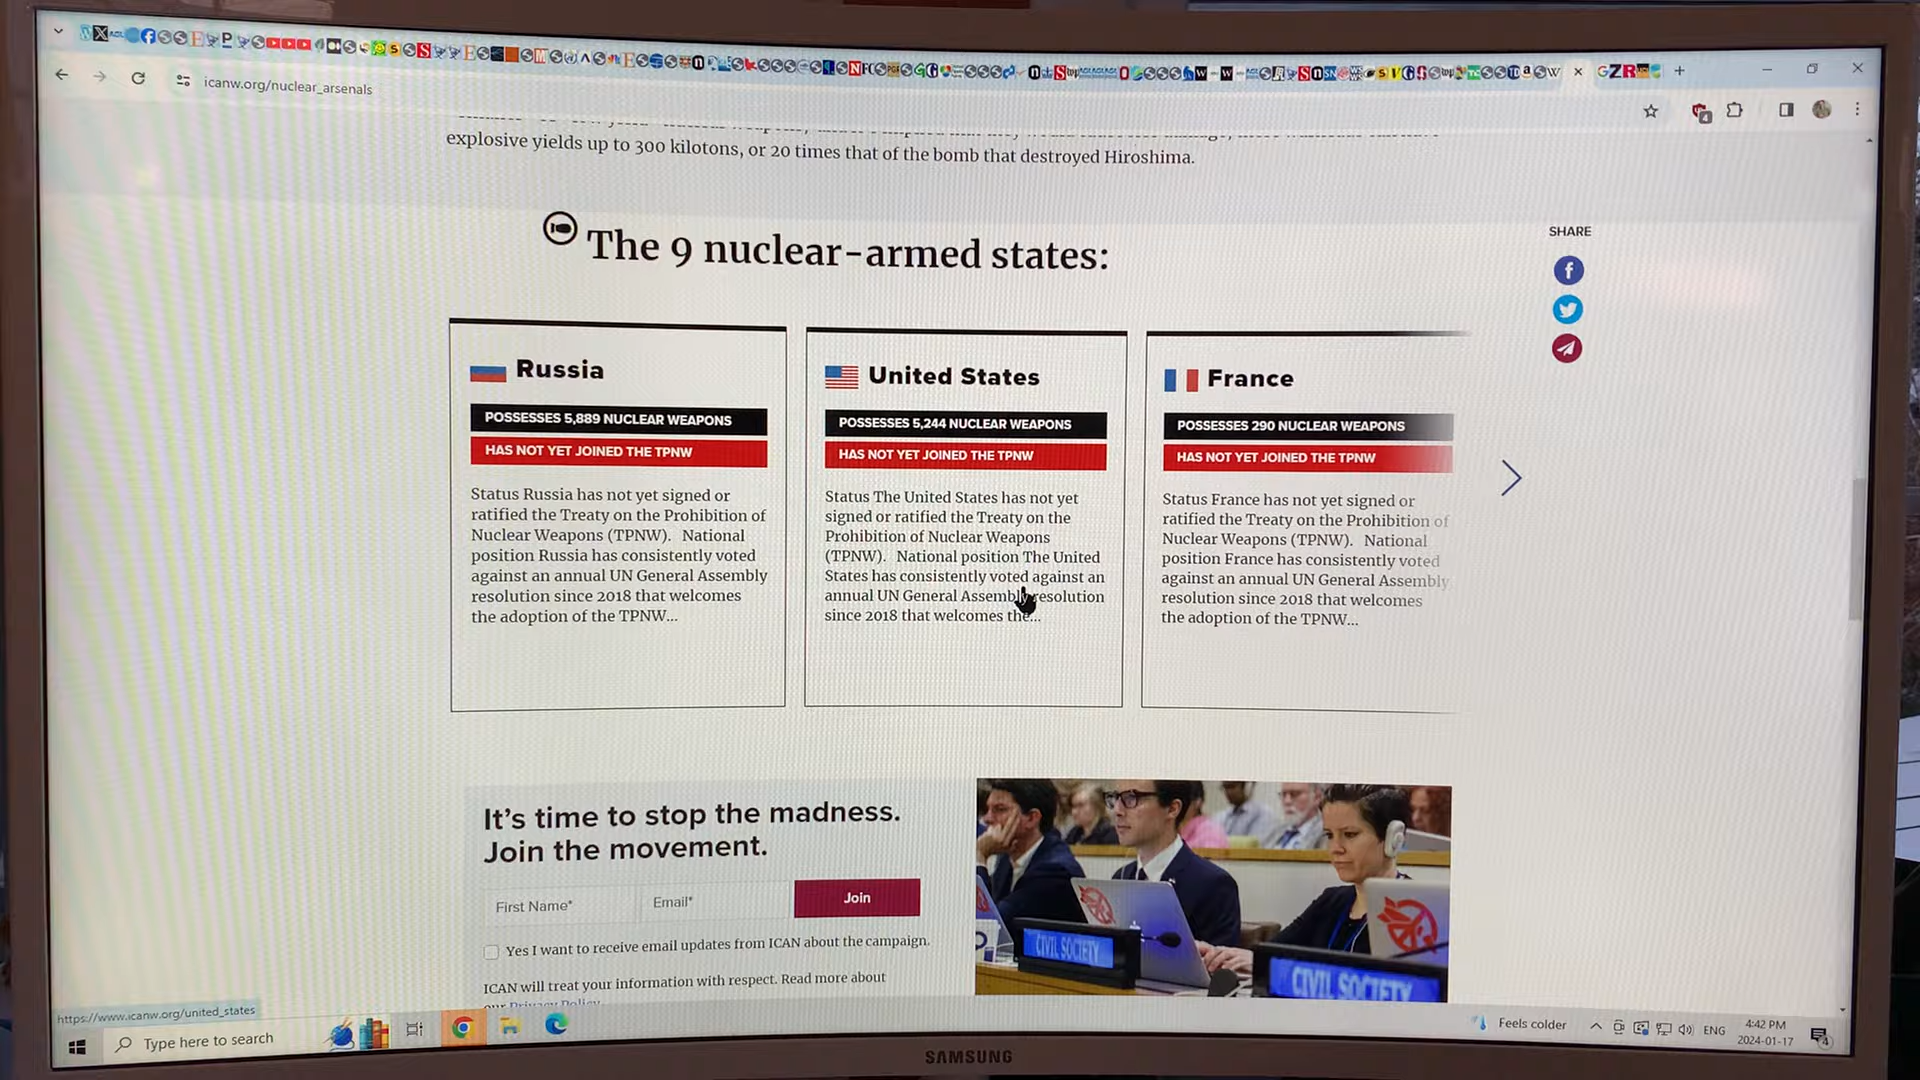 icanw.org/nuclear_arsenals
explosive yields up to 300 kilotons, or 20 times that of the bomb that destroyed Hiroshima.
The 9 nuclear-armed states:
SHARE
Russia
POSSESSES 5,889 NUCLEAR WEAPONS
HAS NOT YET JOINED THE TPNW
Status Russia has not yet signed or
ratified the Treaty on the Prohibition of
Nuclear Weapons (TPNW). National
position Russia has consistently voted
against an annual UN General Assembly
resolution since 2018 that welcomes
the adoption of the TPNW...
United States
POSSESSES 5,244 NUCLEAR WEAPONS
HAS NOT YET JOINED THE TPNW
Status The United States has not yet
signed or ratified the Treaty on the
Prohibition of Nuclear Weapons
(TPNW). National position The United
States has consistently voted against an
annual UN General Assembly resolution
since 2018 that welcomes the...
France
POSSESSES 290 NUCLEAR WEAPONS
HAS NOT YET JOINED THE TPNW
Status France has not yet signed or
ratified the Treaty on the Prohibition of
Nuclear Weapons (TPNW). National
position France has consistently voted
against an annual UN General Assembly
resolution since 2018 that welcomes
the adoption of the TPNW...
It's time to stop the madness.
Join the movement.
First Name*
Email*
Join
Yes I want to receive email updates from ICAN about the campaign.
ICAN will treat your information with respect. Read more about
our Privacy Policy
CIVIL SOCIETY
CIVIL SOCIETY
https://www.icanw.org/united_states
Type here to search
Feels colder
ENG
4:42 PM
2024-01-17
SAMSUNG